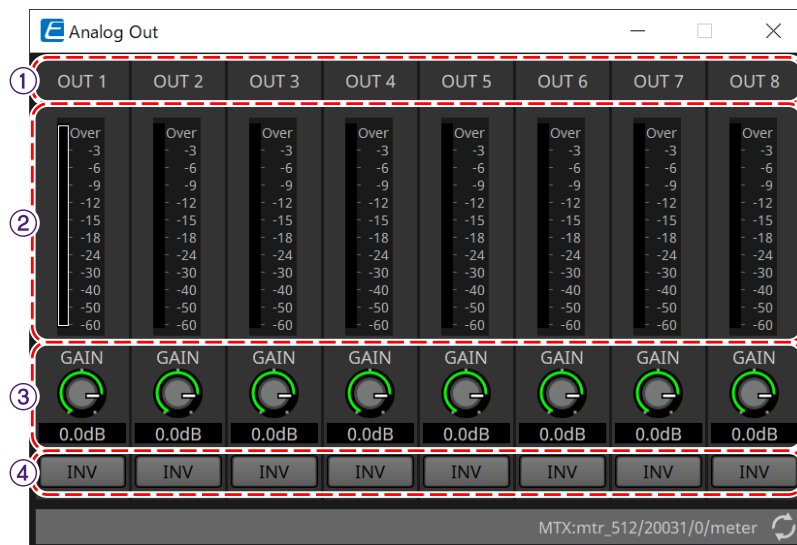 E Analog Out
① OUT 1 OUT 2 OUT 3 OUT 4 OUT 5 OUT 6 OUT 7 OUT 8
Over Over Over Over Over Over Over Over
-3 -3 -3 -3 -3 -3 -3 -3
-6 -6 -6 -6 -6 -6 -6 -6
-9 -9 -9 -9 -9 -9 -9 -9
-12 -12 -12 -12 -12 -12 -12 -12
② -15 -15 -15 -15 -15 -15 -15 -15
-18 -18 -18 -18 -18 -18 -18 -18
-24 -24 -24 -24 -24 -24 -24 -24
-30 -30 -30 -30 -30 -30 -30 -30
-40 -40 -40 -40 -40 -40 -40 -40
-50 -50 -50 -50 -50 -50 -50 -50
-60 -60 -60 -60 -60 -60 -60 -60
GAIN GAIN GAIN GAIN GAIN GAIN GAIN GAIN
③
0.0dB 0.0dB 0.0dB 0.0dB 0.0dB 0.0dB 0.0dB 0.0dB
④ INV INV INV INV INV INV INV INV
MTX:mtr_512/20031/0/meter